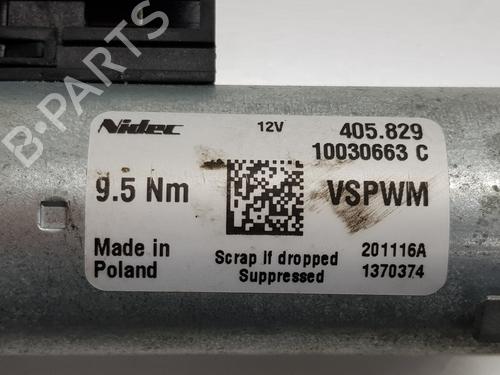 B-PARTS
Nidec 12V 405.829
10030663 C
9.5 Nm VSPWM
Made in Poland
Scrap If dropped
Suppressed
201116A
1370374